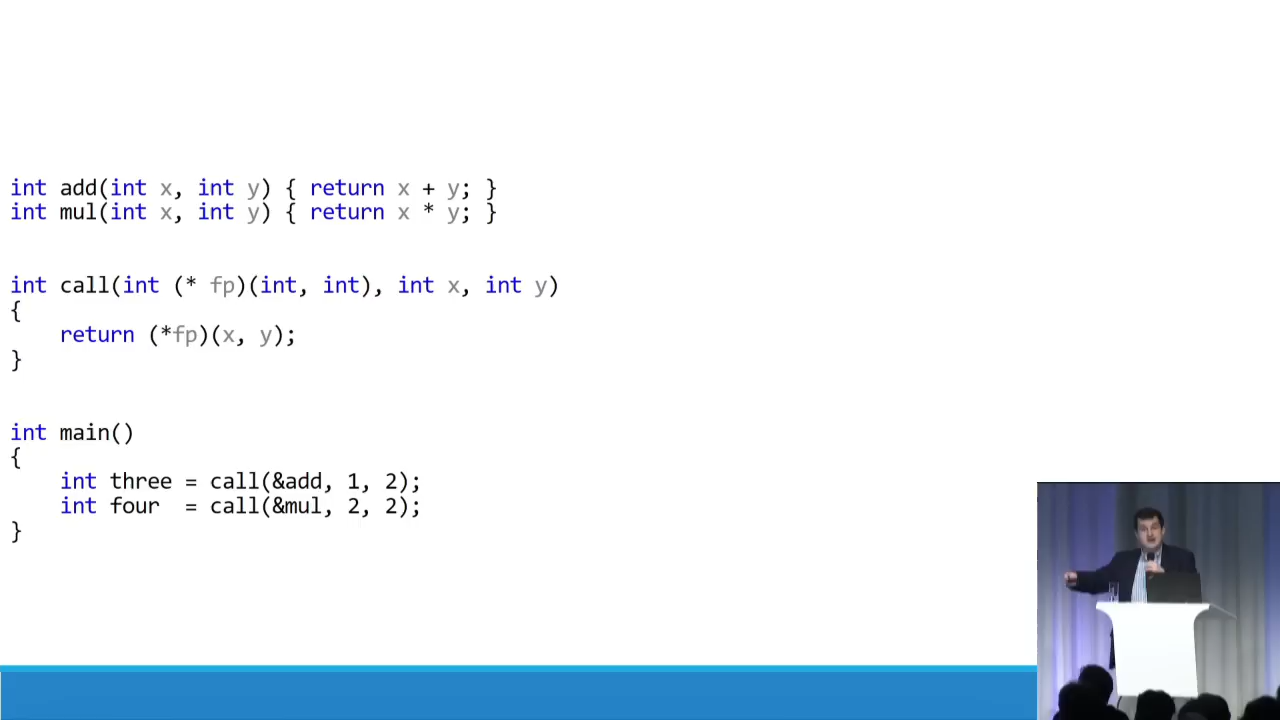 int add(int x, int y) { return x + y; }
int mul(int x, int y) { return x * y; }
int call(int (* fp)(int, int), int x, int y)
{
    return (*fp)(x, y);
}
int main()
{
    int three = call(&add, 1, 2);
    int four  = call(&mul, 2, 2);
}